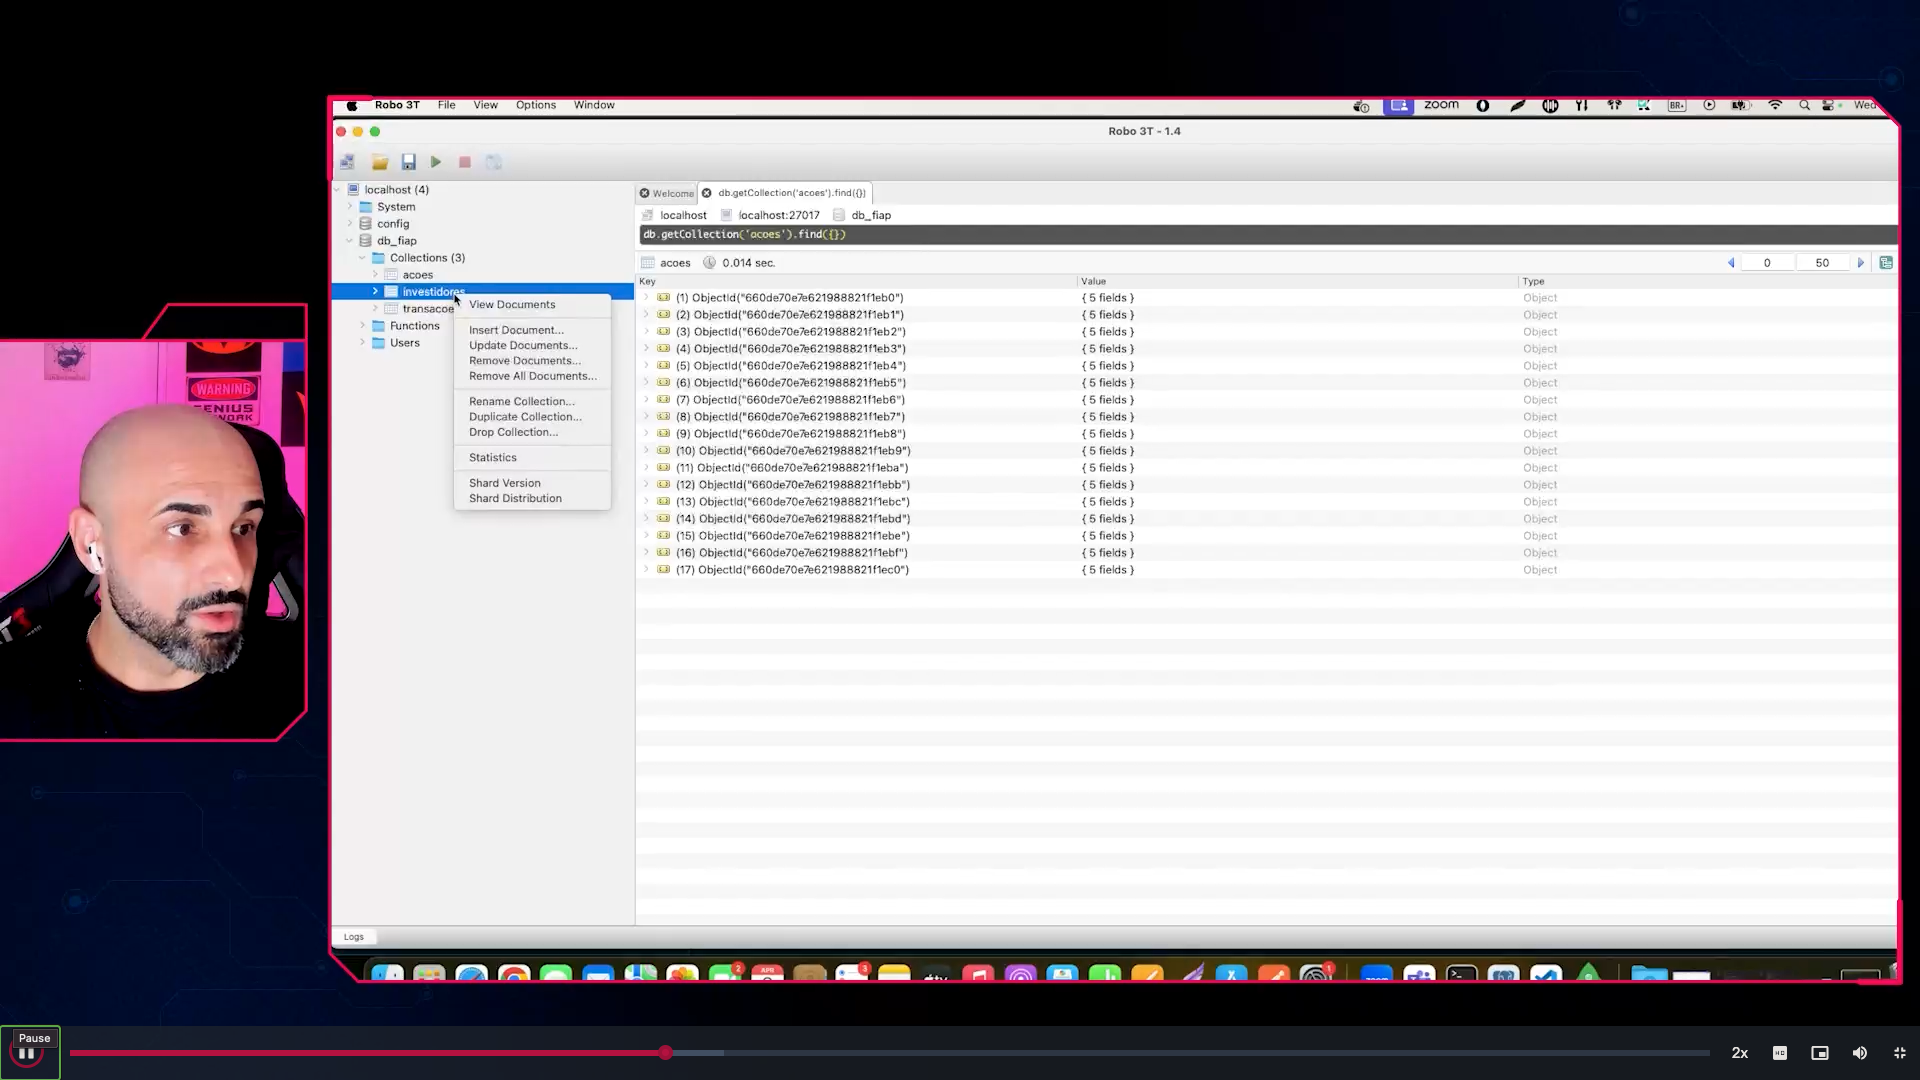 Robo 3T File View Options Window
zoom
BR
Wed
Robo 3T - 1.4
localhost (4)
System
config
db_fiap
Collections (3)
acoes
investidores
transacoe
Functions
Users
View Documents
Insert Document...
Update Documents...
Remove Documents...
Remove All Documents...
Rename Collection...
Duplicate Collection...
Drop Collection...
Statistics
Shard Version
Shard Distribution
Welcome db.getCollection('acoes').find({})
localhost localhost:27017 db_fiap
db.getCollection('acoes').find({})
acoes 0.014 sec. 0 50
Key Value Type
(1) ObjectId("660de70e7e621988821f1eb0") { 5 fields } Object
(2) ObjectId("660de70e7e621988821f1eb1") { 5 fields } Object
(3) ObjectId("660de70e7e621988821f1eb2") { 5 fields } Object
(4) ObjectId("660de70e7e621988821f1eb3") { 5 fields } Object
(5) ObjectId("660de70e7e621988821f1eb4") { 5 fields } Object
(6) ObjectId("660de70e7e621988821f1eb5") { 5 fields } Object
(7) ObjectId("660de70e7e621988821f1eb6") { 5 fields } Object
(8) ObjectId("660de70e7e621988821f1eb7") { 5 fields } Object
(9) ObjectId("660de70e7e621988821f1eb8") { 5 fields } Object
(10) ObjectId("660de70e7e621988821f1eb9") { 5 fields } Object
(11) ObjectId("660de70e7e621988821f1eba") { 5 fields } Object
(12) ObjectId("660de70e7e621988821f1ebb") { 5 fields } Object
(13) ObjectId("660de70e7e621988821f1ebc") { 5 fields } Object
(14) ObjectId("660de70e7e621988821f1ebd") { 5 fields } Object
(15) ObjectId("660de70e7e621988821f1ebe") { 5 fields } Object
(16) ObjectId("660de70e7e621988821f1ebf") { 5 fields } Object
(17) ObjectId("660de70e7e621988821f1ec0") { 5 fields } Object
WARNING
GENIUS
WORK
Logs
2
APR
3
1
Pause
2x
HD